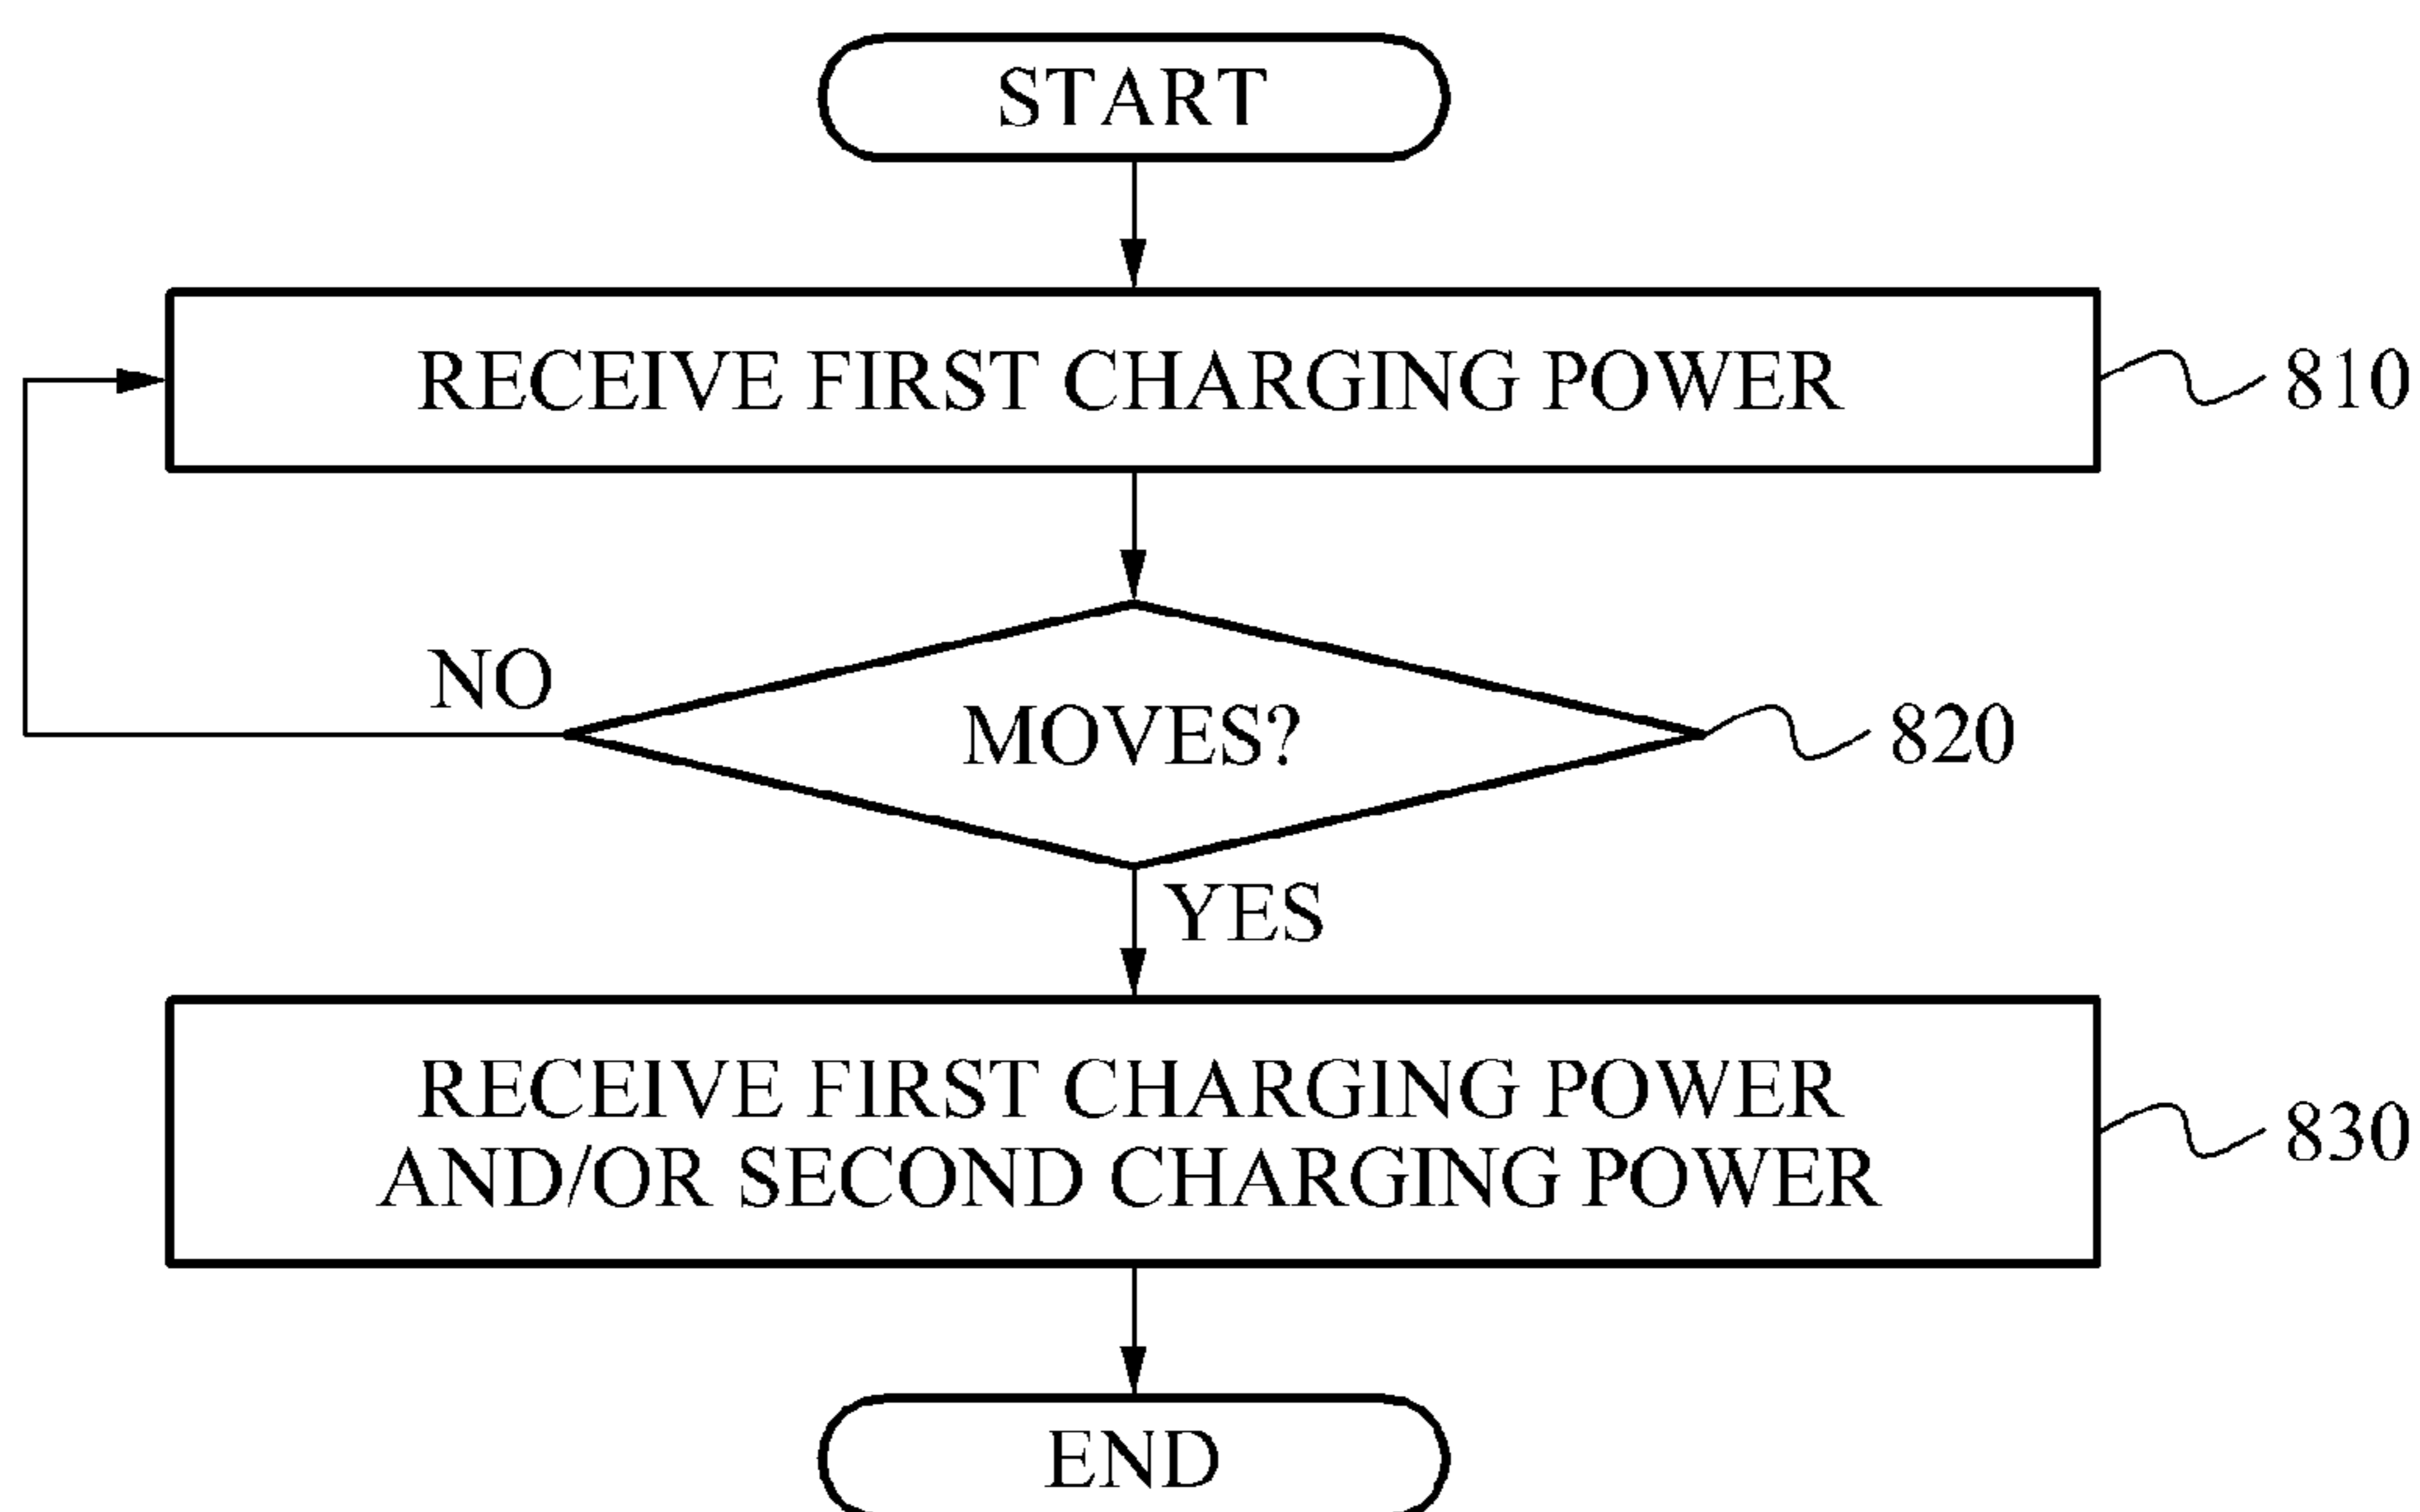 START
RECEIVE FIRST CHARGING POWER
810
NO
MOVES?
820
YES
RECEIVE FIRST CHARGING POWER
AND/OR SECOND CHARGING POWER
830
END